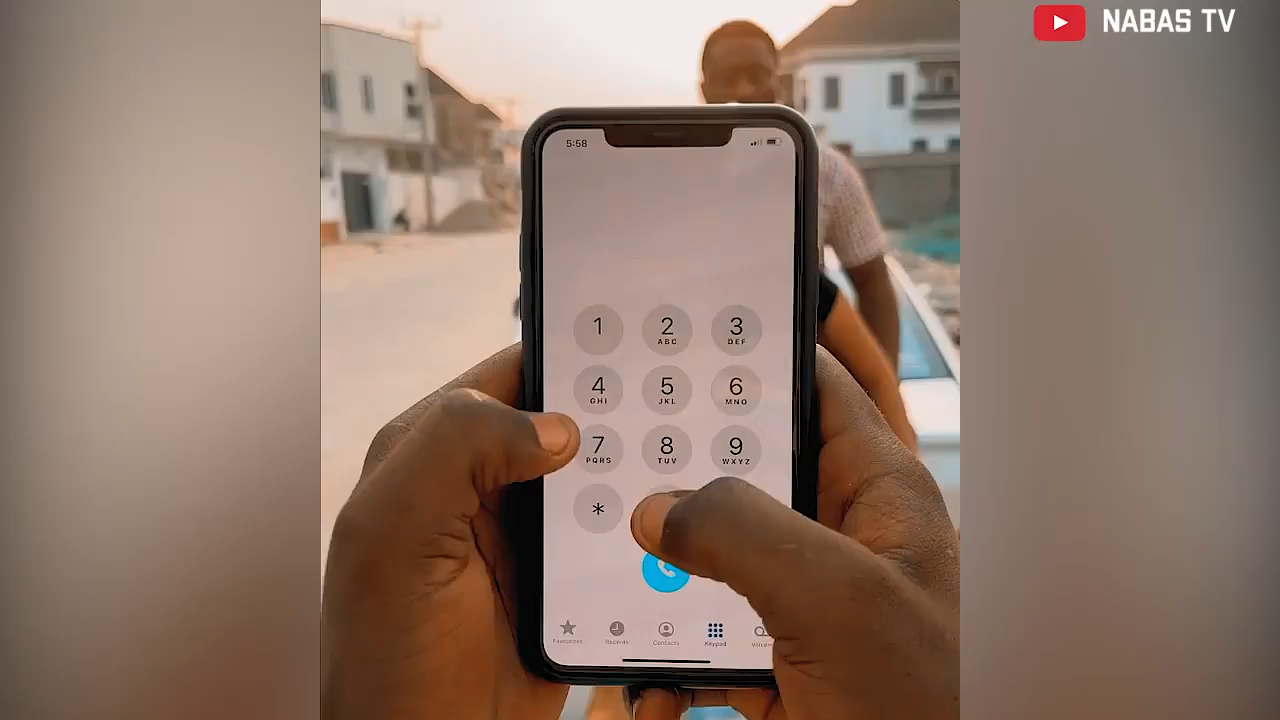 NABAS TV
5:58
1 2 3
ABC DEF
4 5 6
GHI JKL MNO
7 8 9
PQRS TUV WXYZ
*
Favourites Recents Contacts Keypad